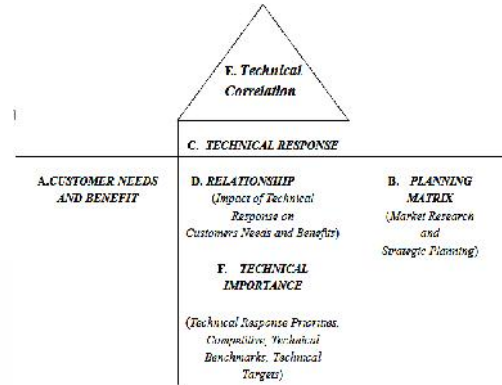 E. Technical
Correlation
C. TECHNICAL RESPONSE
A.CUSTOMER NEEDS
AND BENEFIT
D. RELATIONSHIP
(Impact of Technical
Response on
Customers Needs and Benefits)
F. TECHNICAL
IMPORTANCE
(Technical Response Priorities,
Competitive, Technical
Benchmarks, Technical
Targets)
B. PLANNING
MATRIX
(Market Research
and
Strategic Planning)